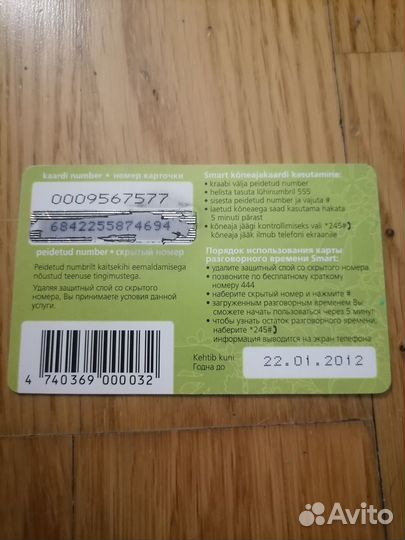 kaardi number • номер карточки
0009567577
6842255874694
peidetud number • скрытый номер
Peidetud numbrilt kaitsekihi eemaldamisega
nõustud teenuse tingimustega.
Удаляя защитный слой со скрытого
номера, Вы принимаете условия данной
услуги.
4 740369 000032
Smart kõneajakaardi kasutamine:
• kraabi välja peidetud number
• helista tasuta lühinumbril 555
• sisesta peidetud number ja vajuta #
• laetud kõneaega saad kasutama hakata
5 minuti pärast
• kõneaja jäägi kontrollimiseks vali *245#
• kõneaja jääk ilmub telefoni ekraanile
Порядок использования карты
разговорного времени Smart:
• удалите защитный слой со скрытого номера
• позвоните по бесплатному краткому
номеру 444
• наберите скрытый номер и нажмите #
• загруженным разговорным временем Вы
сможете начать пользоваться через 5 минут
• чтобы узнать остаток разговорного времени,
наберите *245#
информация выводится на экран телефона
Kehtib kuni
Годна до
22.01.2012
Avito